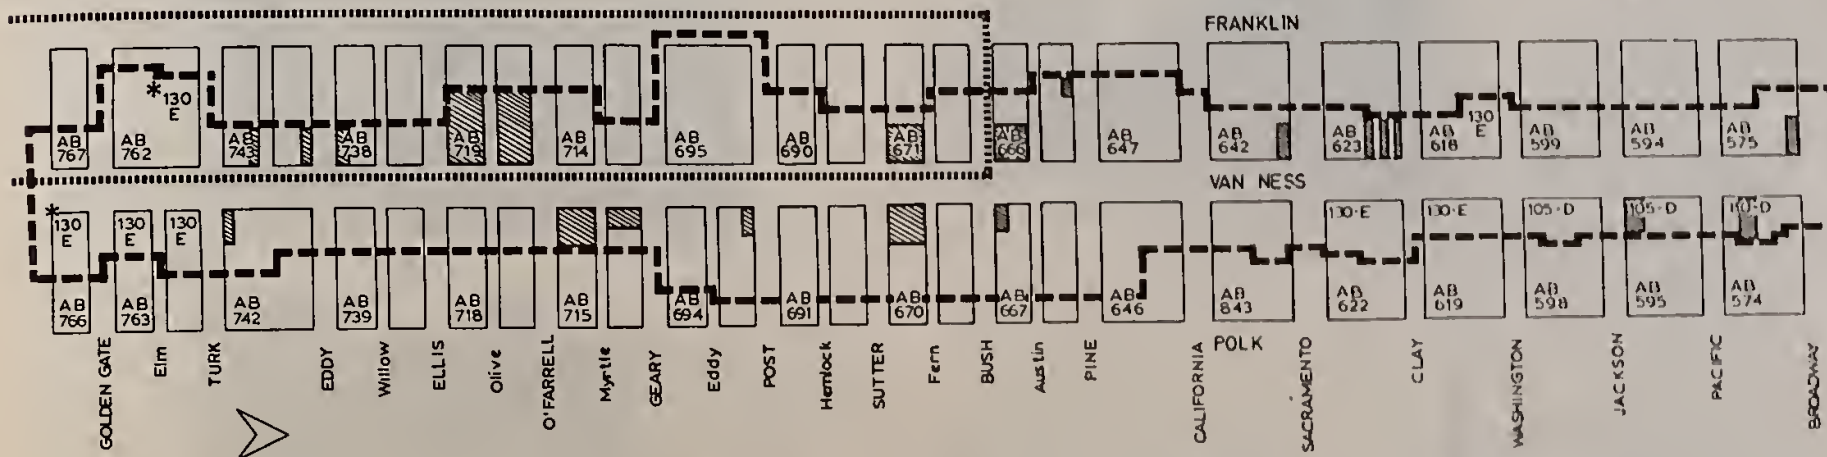 FRANKLIN
* 130
E
130
E
AB
767
AB
762
AB
743
AB
738
AB
719
AB
714
AB
695
AB
690
AB
671
AB
666
AB
647
AB
642
AB
623
AB
618
AB
599
AB
594
AB
575
VAN NESS
* 130
E
130
E
130
E
130-E
130-E
105-D
105-D
AB
766
AB
763
AB
742
AB
739
AB
718
AB
715
AB
694
AB
691
AB
670
AB
667
AB
646
AB
843
AB
622
AB
619
AB
598
AB
595
AB
574
POLK
GOLDEN GATE
Elm
TURK
EDDY
Willow
ELLIS
Olive
O'FARRELL
Myrtle
GEARY
Eddy
POST
Hemlock
SUTTER
Fern
BUSH
Austin
PINE
CALIFORNIA
SACRAMENTO
CLAY
WASHINGTON
JACKSON
PACIFIC
BROADWAY